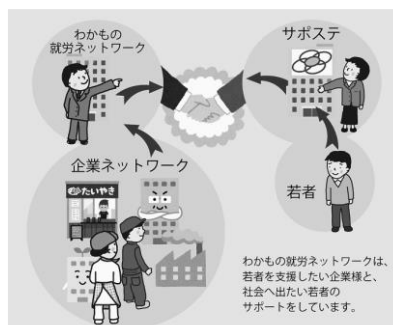 わかもの
就労ネットワーク
サポステ
企業ネットワーク
たいやき
若者
わかもの就労ネットワークは、
若者を支援したい企業様と、
社会へ出たい若者の
サポートをしています。